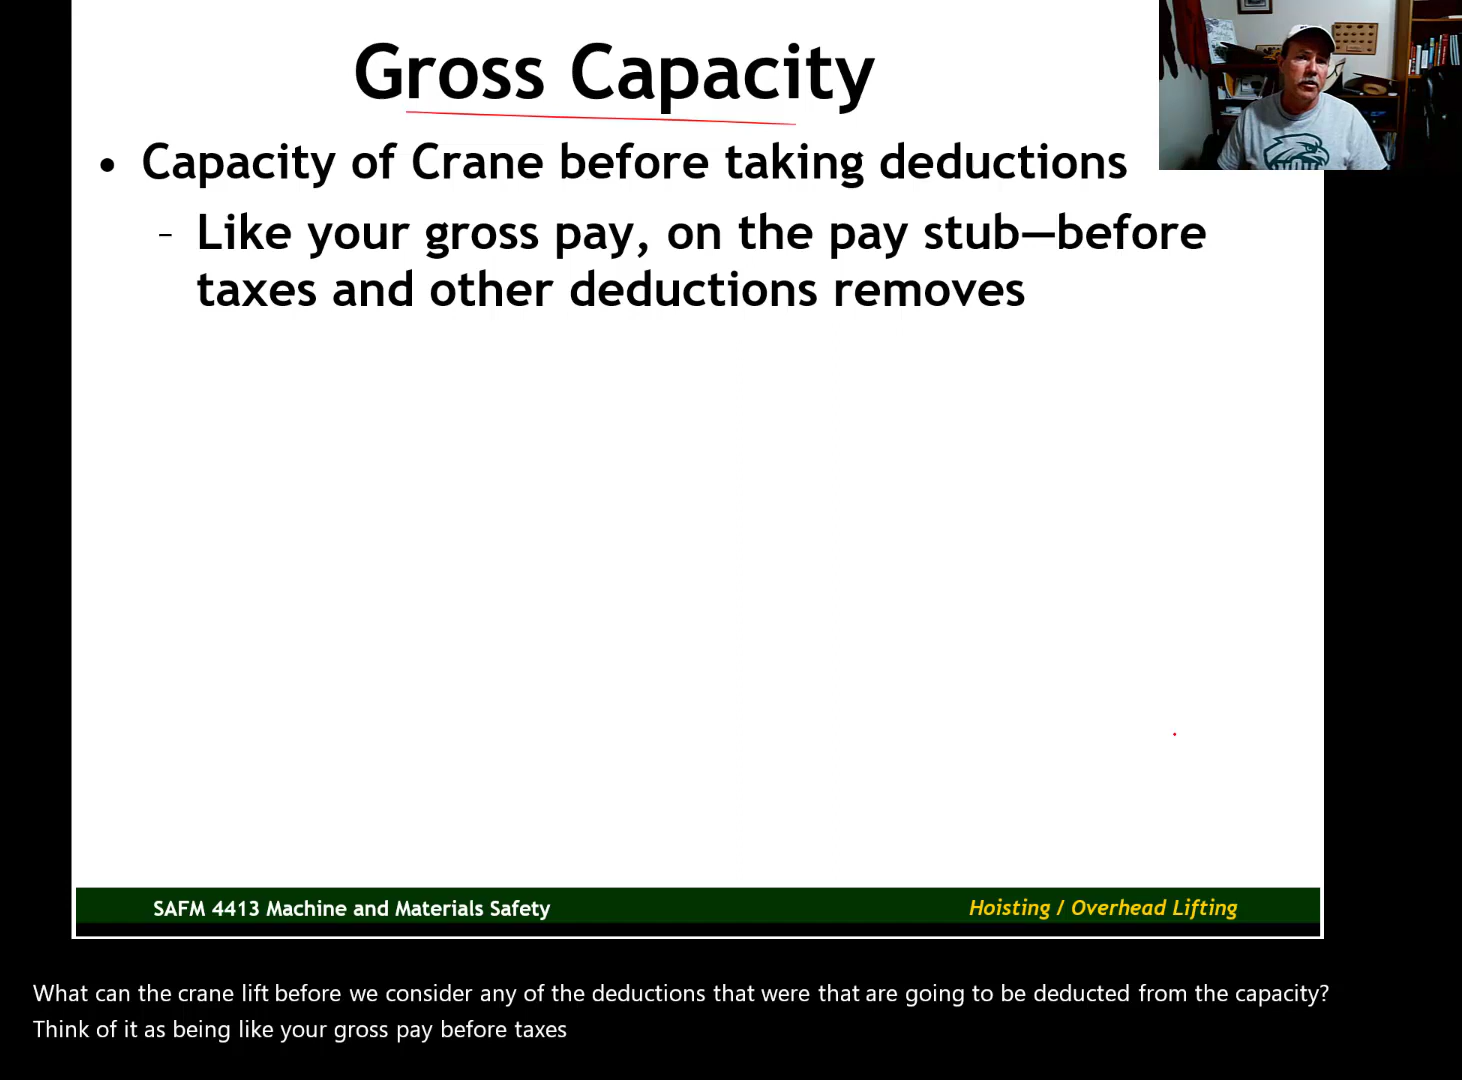 Gross Capacity
• Capacity of Crane before taking deductions
– Like your gross pay, on the pay stub—before
taxes and other deductions removes
SAFM 4413 Machine and Materials Safety
Hoisting / Overhead Lifting
What can the crane lift before we consider any of the deductions that were that are going to be deducted from the capacity?
Think of it as being like your gross pay before taxes